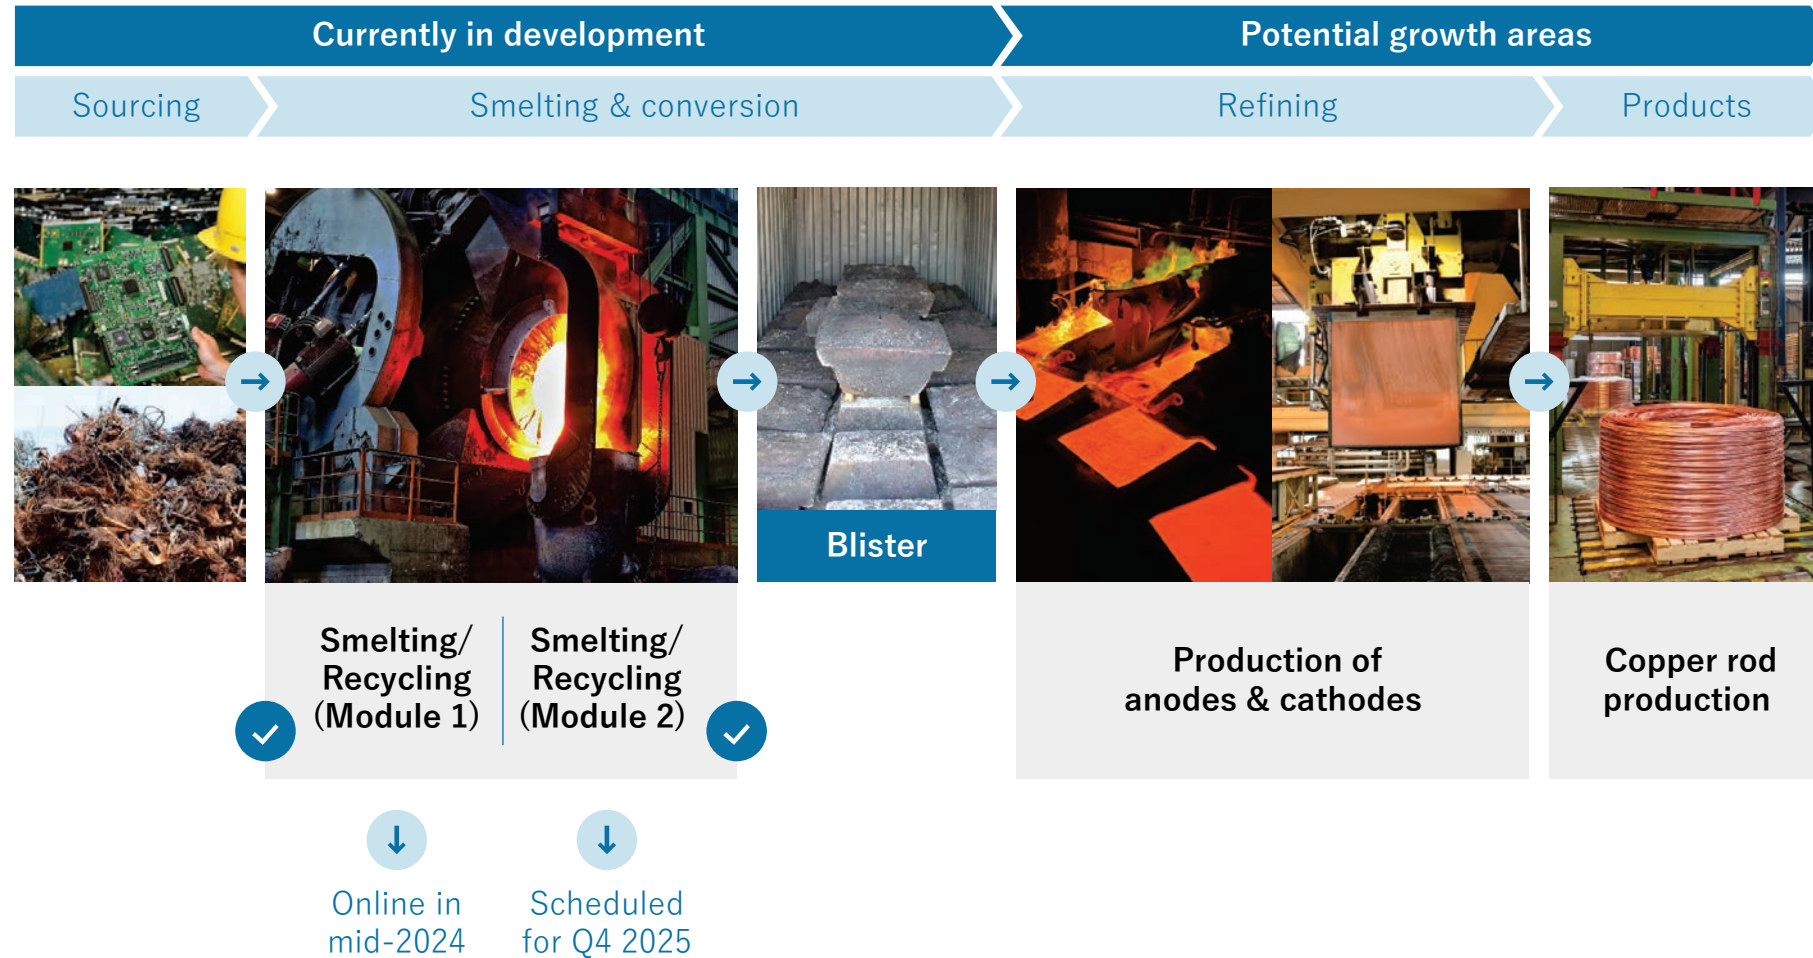 Currently in development
Potential growth areas
Sourcing
Smelting & conversion
Refining
Products
Blister
Smelting/
Recycling
(Module 1)
Smelting/
Recycling
(Module 2)
Production of
anodes & cathodes
Copper rod
production
Online in
mid-2024
Scheduled
for Q4 2025